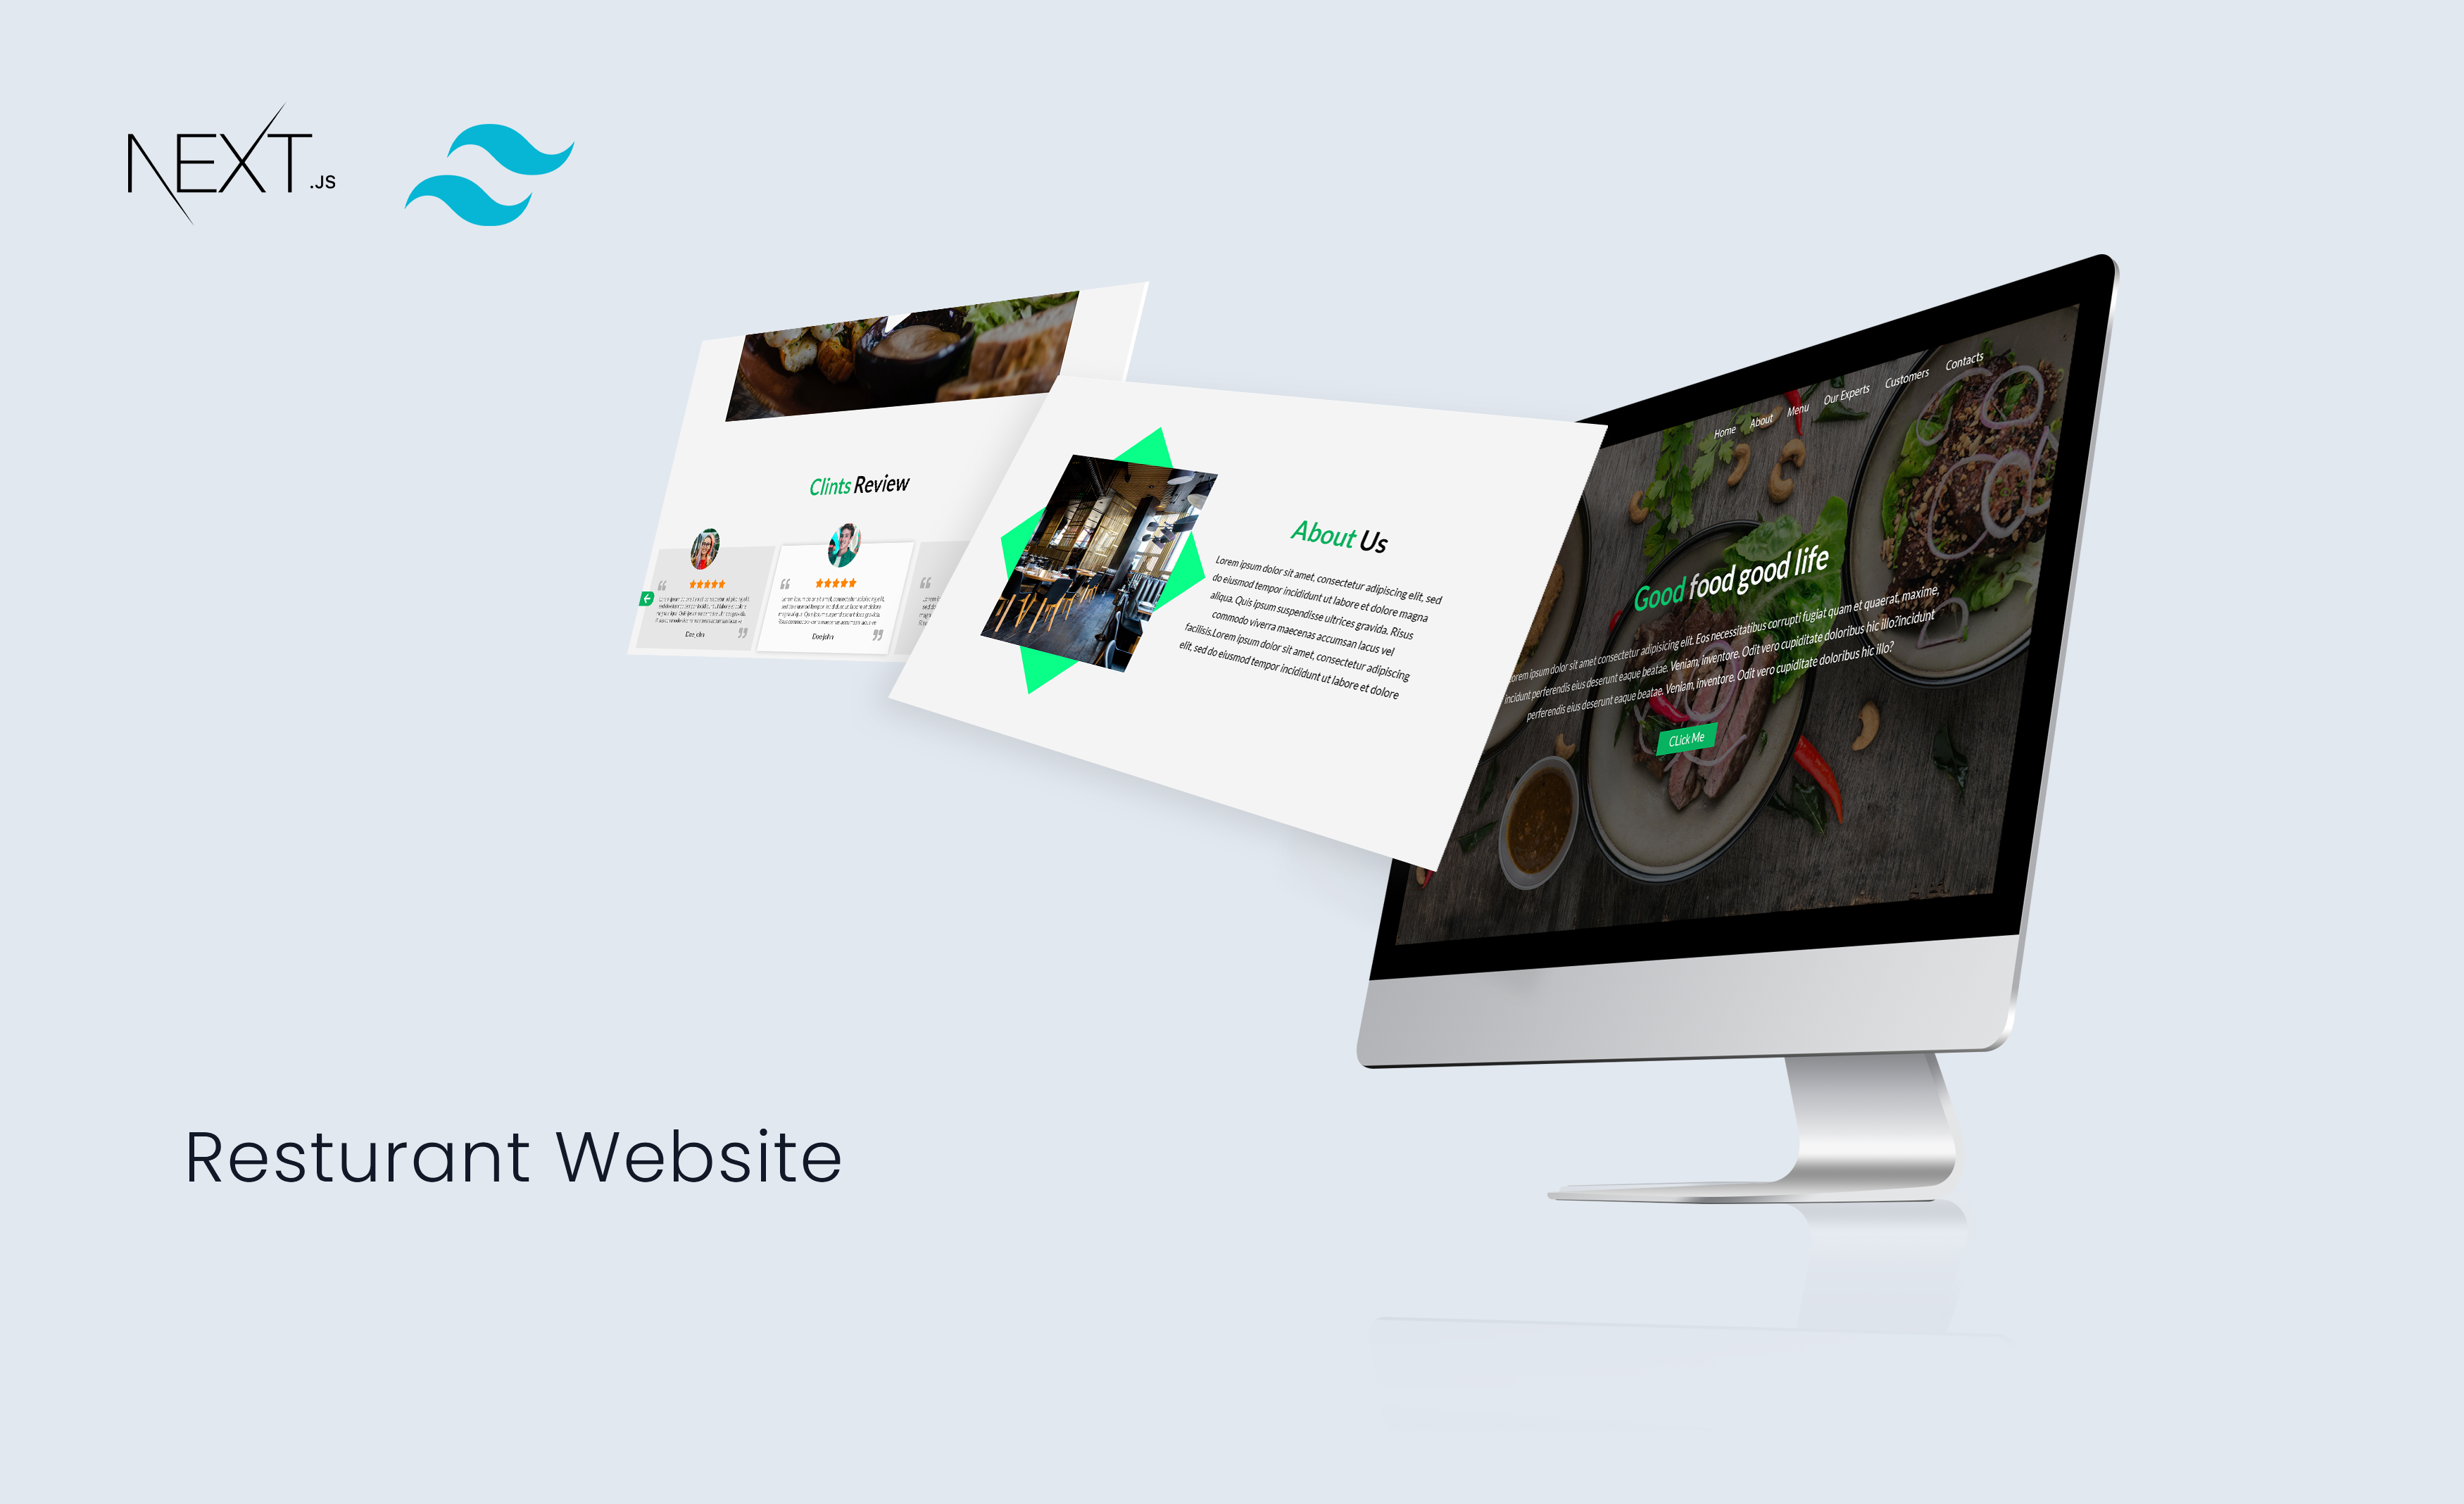 NEXT.JS
Clints Review
Doe John
Doe John
About Us
Lorem ipsum dolor sit amet, consectetur adipiscing elit, sed
do eiusmod tempor incididunt ut labore et dolore magna
aliqua. Quis ipsum suspendisse ultrices gravida. Risus
commodo viverra maecenas accumsan lacus vel
facilisis.Lorem ipsum dolor sit amet, consectetur adipiscing
elit, sed do eiusmod tempor incididunt ut labore et dolore
Home About Menu Our Experts Customers Contacts
Good food good life
orem ipsum dolor sit amet consectetur adipisicing elit. Eos necessitatibus corrupti fugiat quam et quaerat, maxime,
incidunt perferendis eius deserunt eaque beatae. Veniam, inventore. Odit vero cupiditate doloribus hic illo?incidunt
perferendis eius deserunt eaque beatae. Veniam, inventore. Odit vero cupiditate doloribus hic illo?
CLick Me
Resturant Website